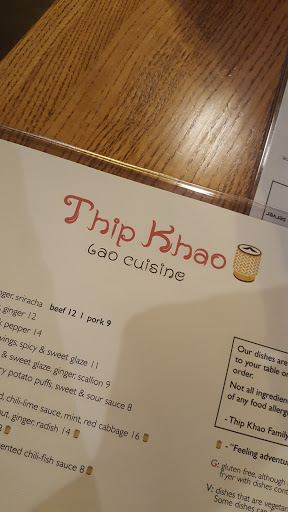 Thip Khao
Lao cuisine
ginger, sriracha beef 12 | pork 9
ginger 12
pepper 14
wings, spicy & sweet glaze 11
& sweet glaze, ginger, scallion 9
potato puffs, sweet & sour sauce 8
chili-lime sauce, mint, red cabbage 16
ginger, radish 14
chili-fish sauce 8
Our dishes are
to your table or
order.
Not all ingredien
of any food allerg
- Thip Khao Family
- "Feeling adventu
G: gluten free, although
fryer with dishes cont
V: dishes that are vegetar
Some dishes can
server